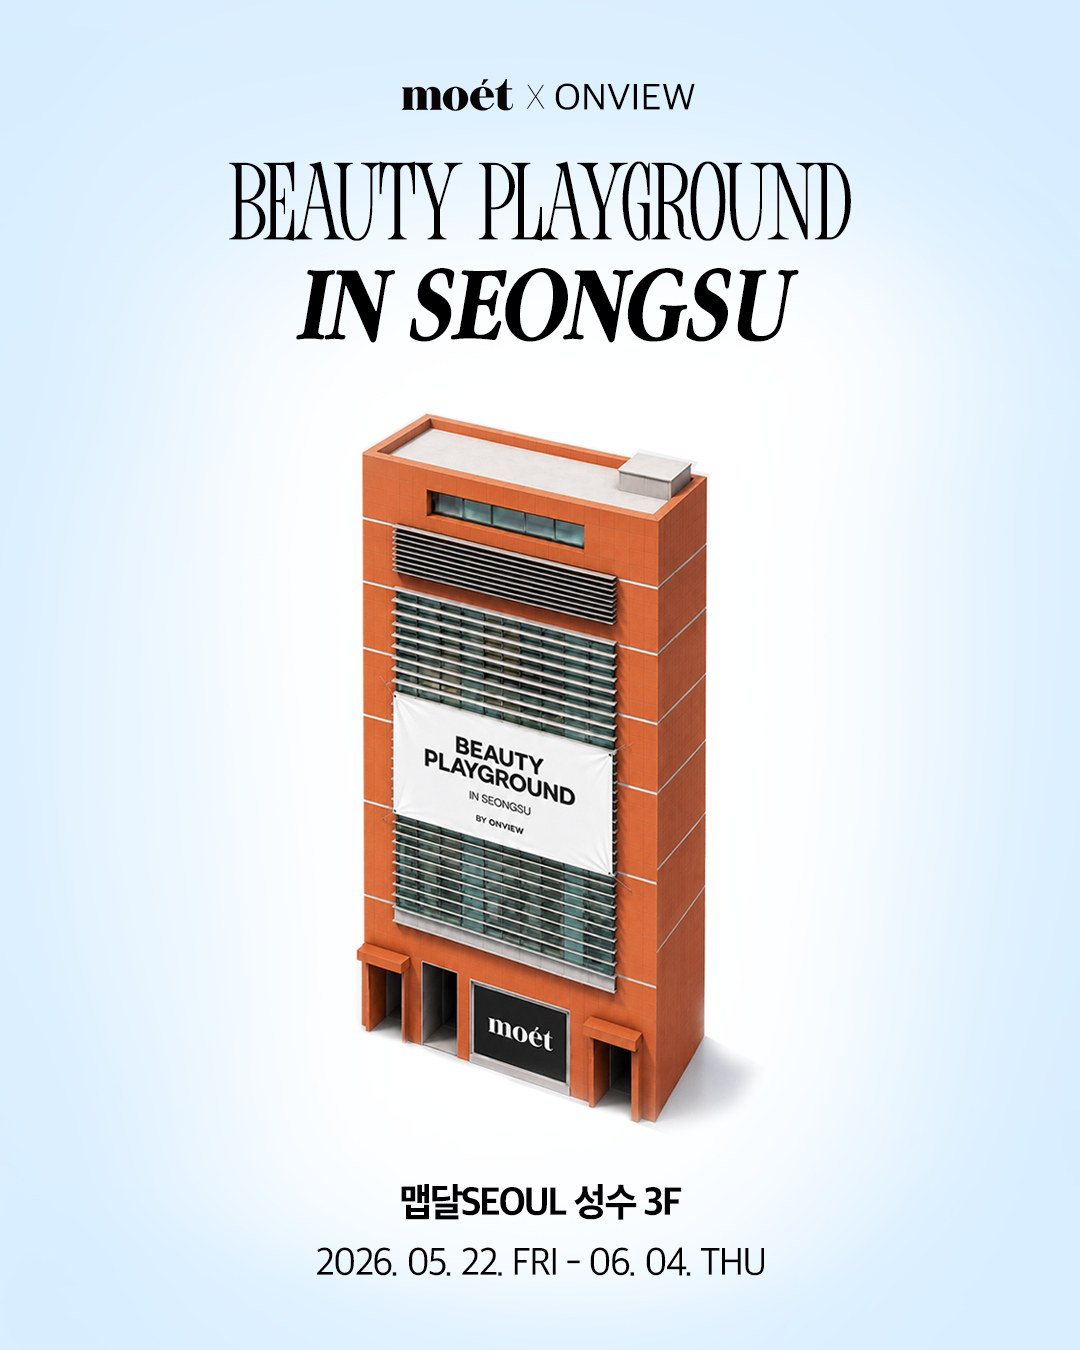 moét X ONVIEW
BEAUTY PLAYGROUND
IN SEONGSU
BEAUTY
PLAYGROUND
IN SEONGSU
BY ONVIEW
moét
맵달SEOUL 성수 3F
2026. 05. 22. FRI - 06. 04. THU